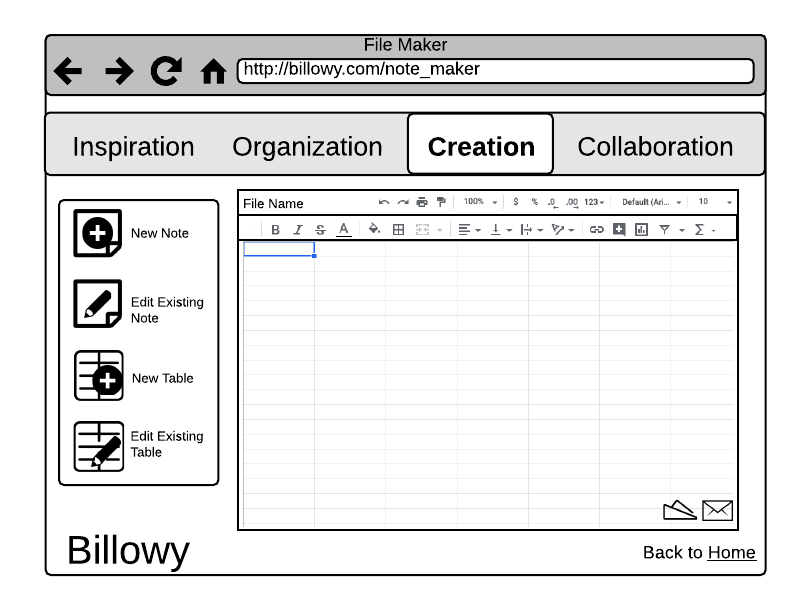 File Maker
http://billowy.com/note_maker
Inspiration Organization Creation Collaboration
File Name 100% $ % .0 .00 123 Default (Ari... 10
B I S A Σ
New Note
Edit Existing
Note
New Table
Edit Existing
Table
Billowy
Back to Home